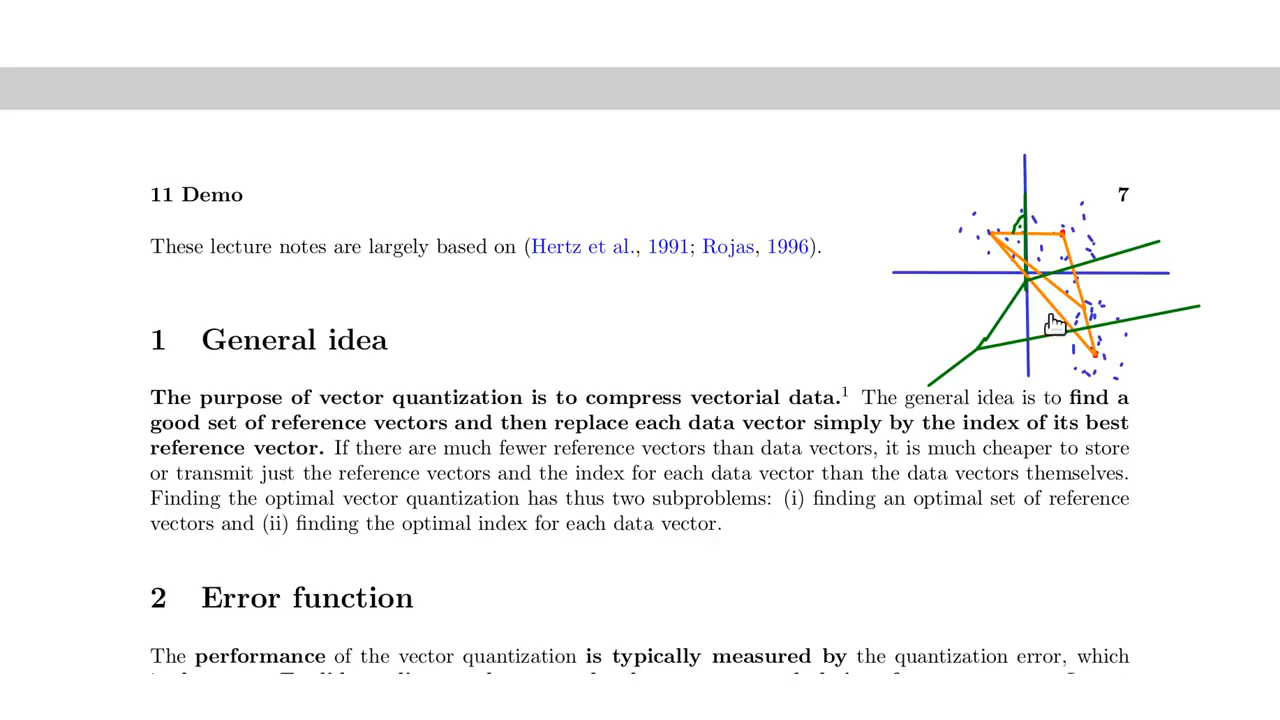 11 Demo 7
These lecture notes are largely based on (Hertz et al., 1991; Rojas, 1996).
1 General idea
The purpose of vector quantization is to compress vectorial data.1 The general idea is to find a
good set of reference vectors and then replace each data vector simply by the index of its best
reference vector. If there are much fewer reference vectors than data vectors, it is much cheaper to store
or transmit just the reference vectors and the index for each data vector than the data vectors themselves.
Finding the optimal vector quantization has thus two subproblems: (i) finding an optimal set of reference
vectors and (ii) finding the optimal index for each data vector.
2 Error function
The performance of the vector quantization is typically measured by the quantization error, which